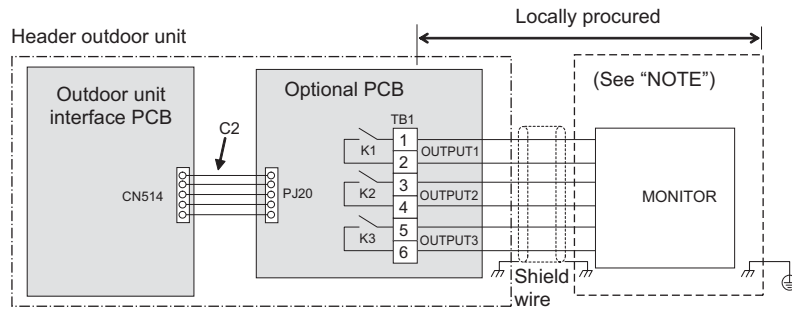 Locally procured
Header outdoor unit
Outdoor unit
interface PCB
C2
CN514
Optional PCB
PJ20
TB1
K1
1
2
OUTPUT1
K2
3
4
OUTPUT2
K3
5
6
OUTPUT3
Shield
wire
(See “NOTE”)
MONITOR